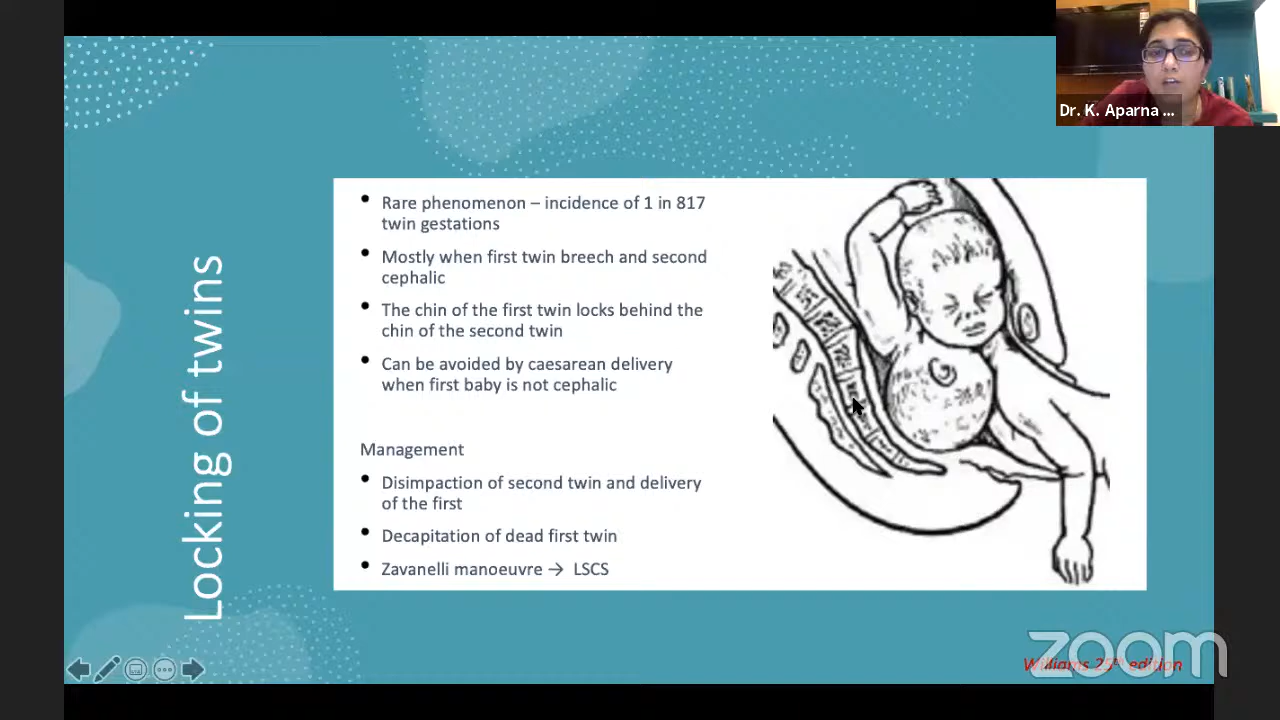 Dr. K. Aparna ...
Locking of twins
• Rare phenomenon – incidence of 1 in 817
twin gestations
• Mostly when first twin breech and second
cephalic
• The chin of the first twin locks behind the
chin of the second twin
• Can be avoided by caesarean delivery
when first baby is not cephalic
Management
• Disimpaction of second twin and delivery
of the first
• Decapitation of dead first twin
• Zavanelli manoeuvre → LSCS
Williams 25th edition
zoom